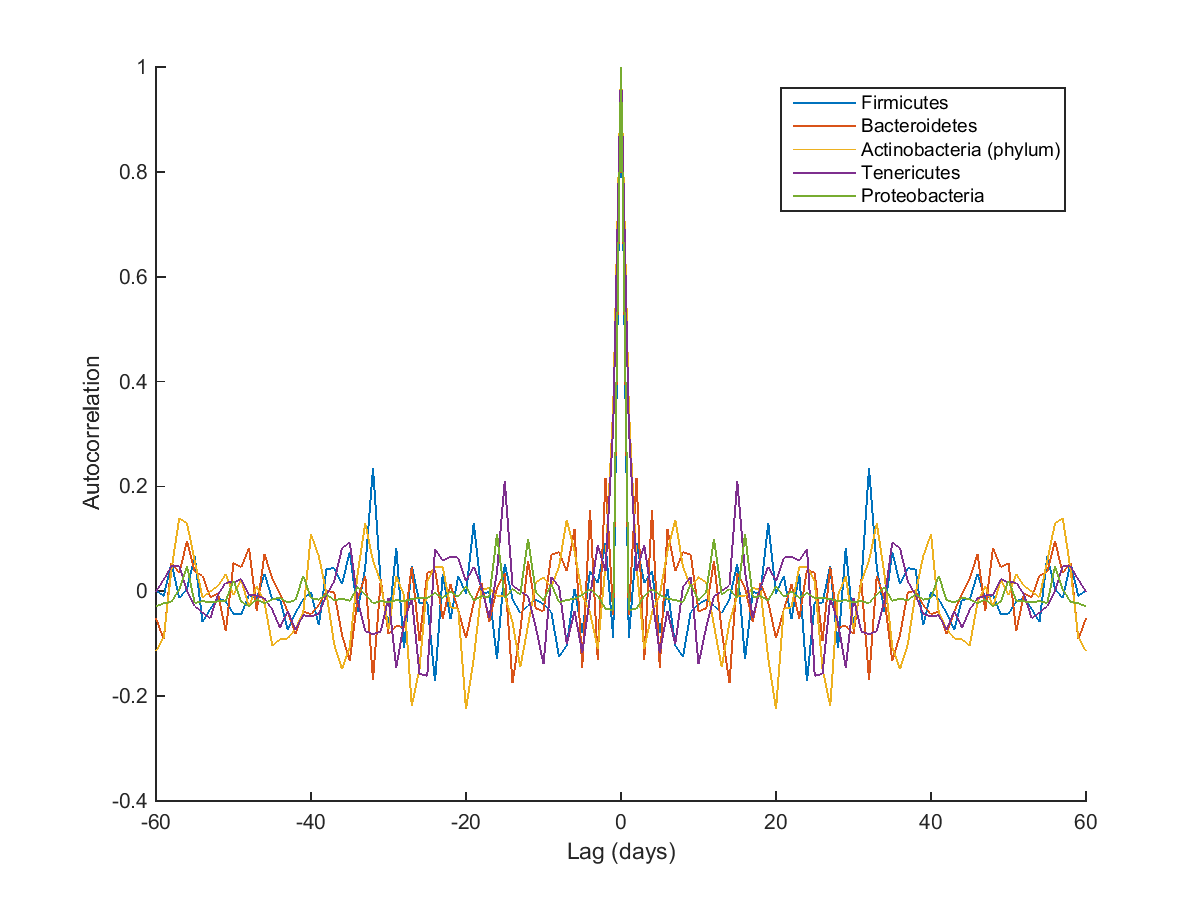 1
0.8
0.6
0.4
0.2
0
-0.2
-0.4
Autocorrelation
-60
-40
-20
0
20
40
60
Lag (days)
Firmicutes
Bacteroidetes
Actinobacteria (phylum)
Tenericutes
Proteobacteria